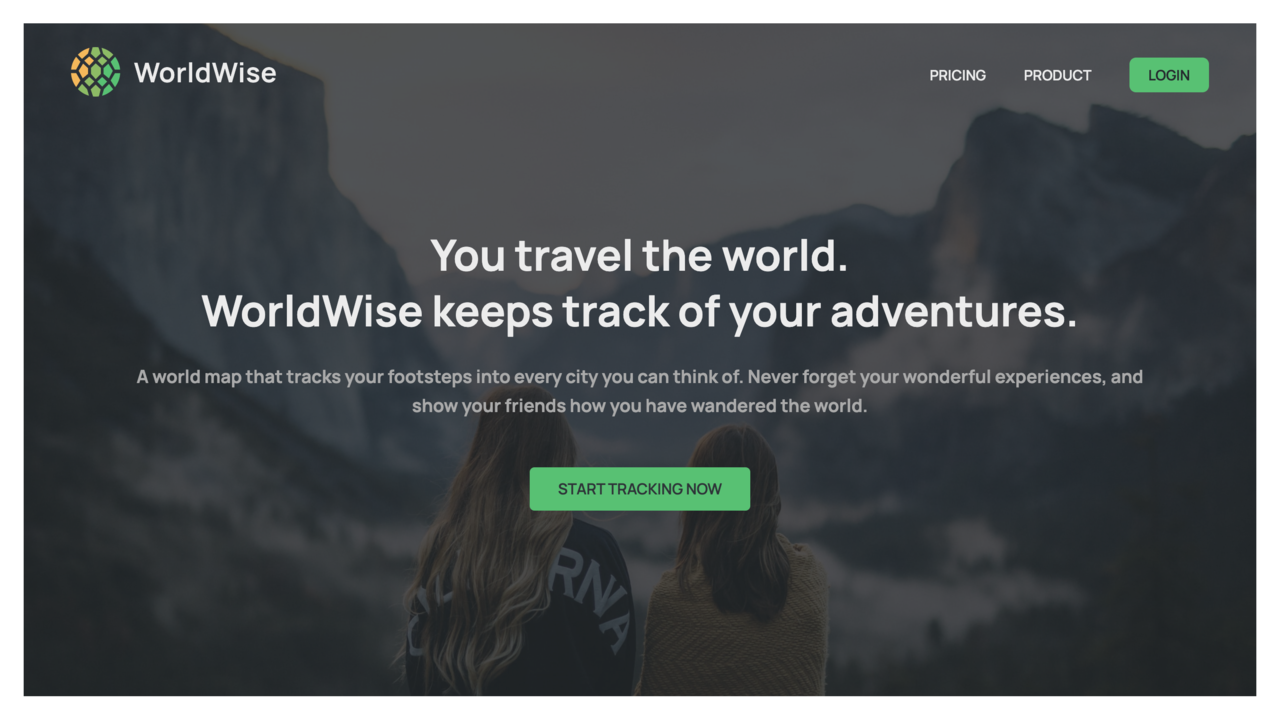 WorldWise
PRICING
PRODUCT
LOGIN
You travel the world.
WorldWise keeps track of your adventures.
A world map that tracks your footsteps into every city you can think of. Never forget your wonderful experiences, and
show your friends how you have wandered the world.
START TRACKING NOW
RNIA